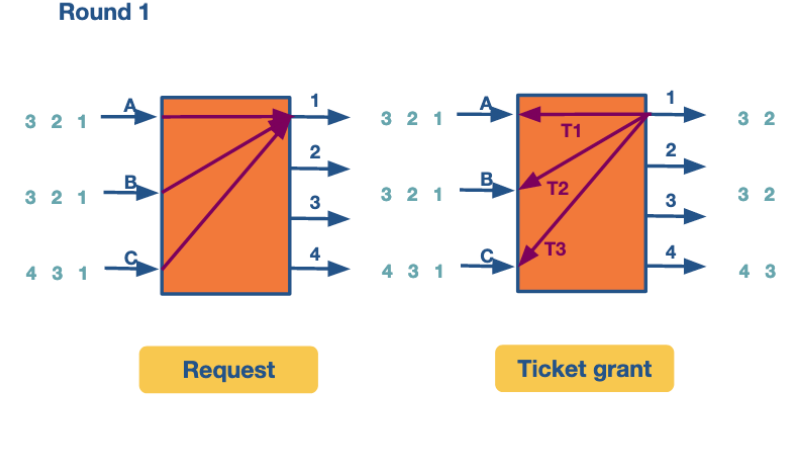 Round 1
A 1
3 2 1
2
B
3 2 1
3
C 4
4 3 1
Request
A 1
3 2 1 T1 3 2
2
B
3 2 1 T2 3 2
3
C T3 4
4 3 1 4 3
Ticket grant